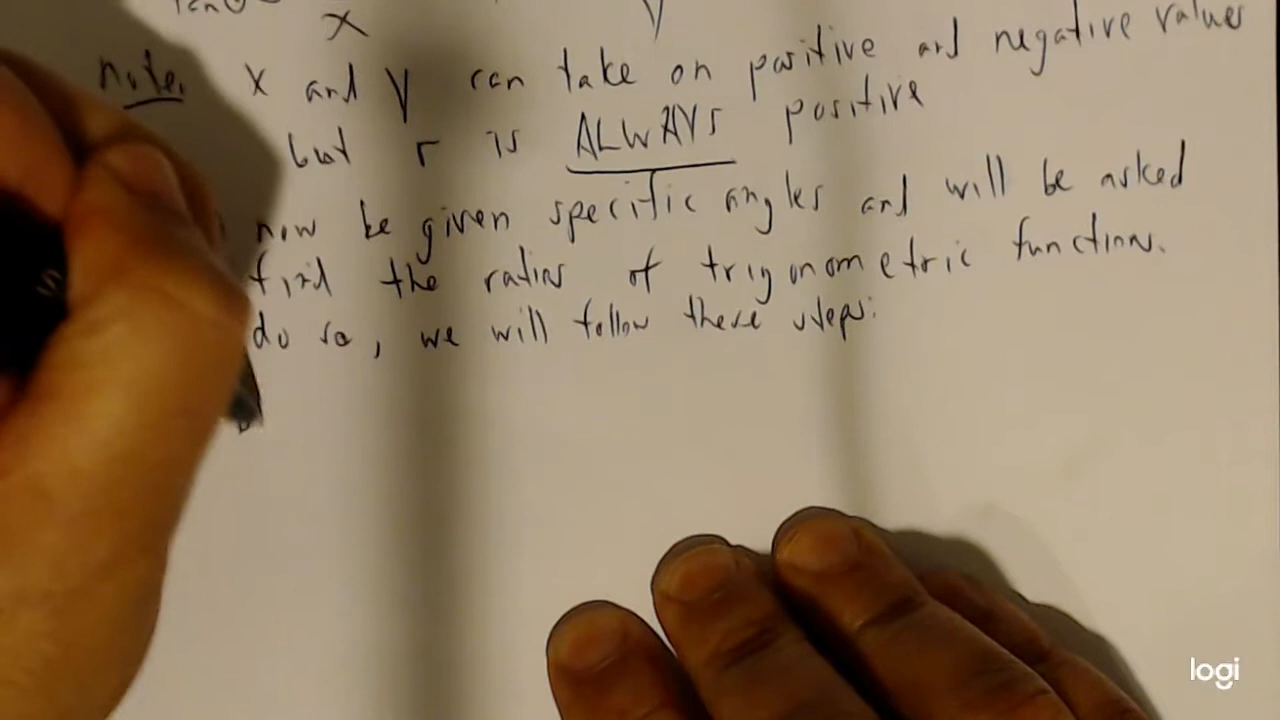 tanθ x y
note: x and y can take on positive and negative values
but r is ALWAYS positive
now be given specific angles and will be asked
find the ratios of trigonometric functions.
do so, we will follow these steps:
logi